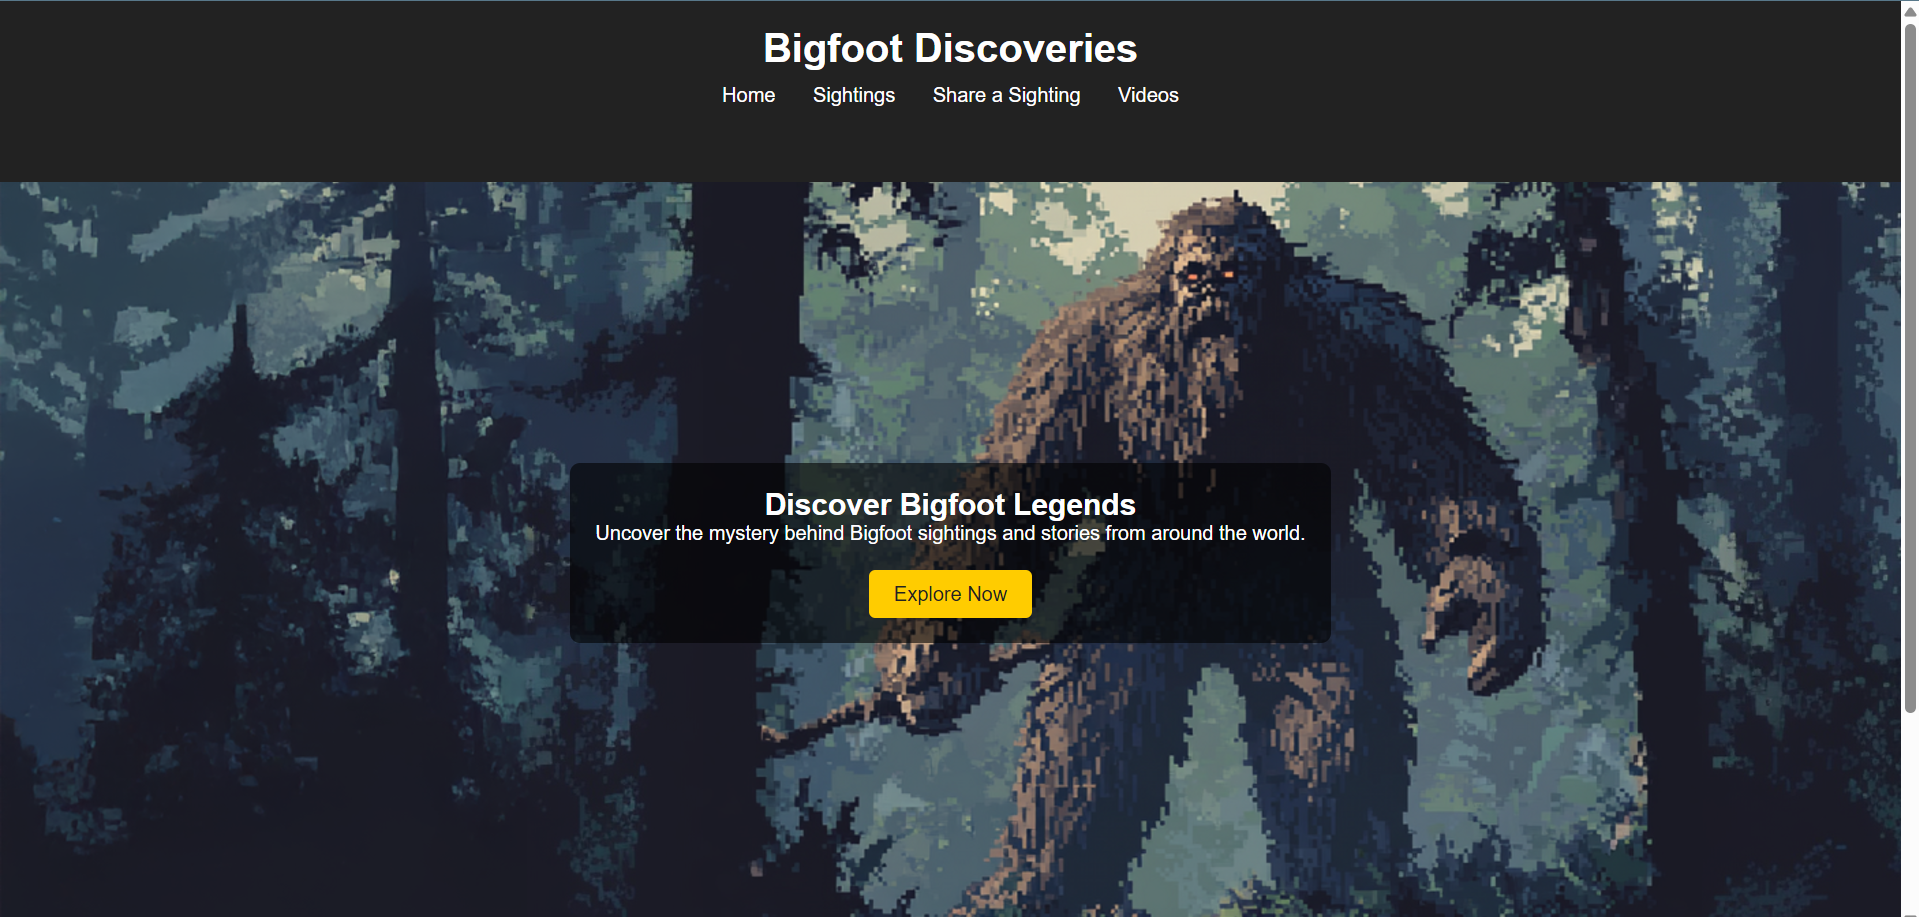 Bigfoot Discoveries
Home Sightings Share a Sighting Videos
Discover Bigfoot Legends
Uncover the mystery behind Bigfoot sightings and stories from around the world.
Explore Now